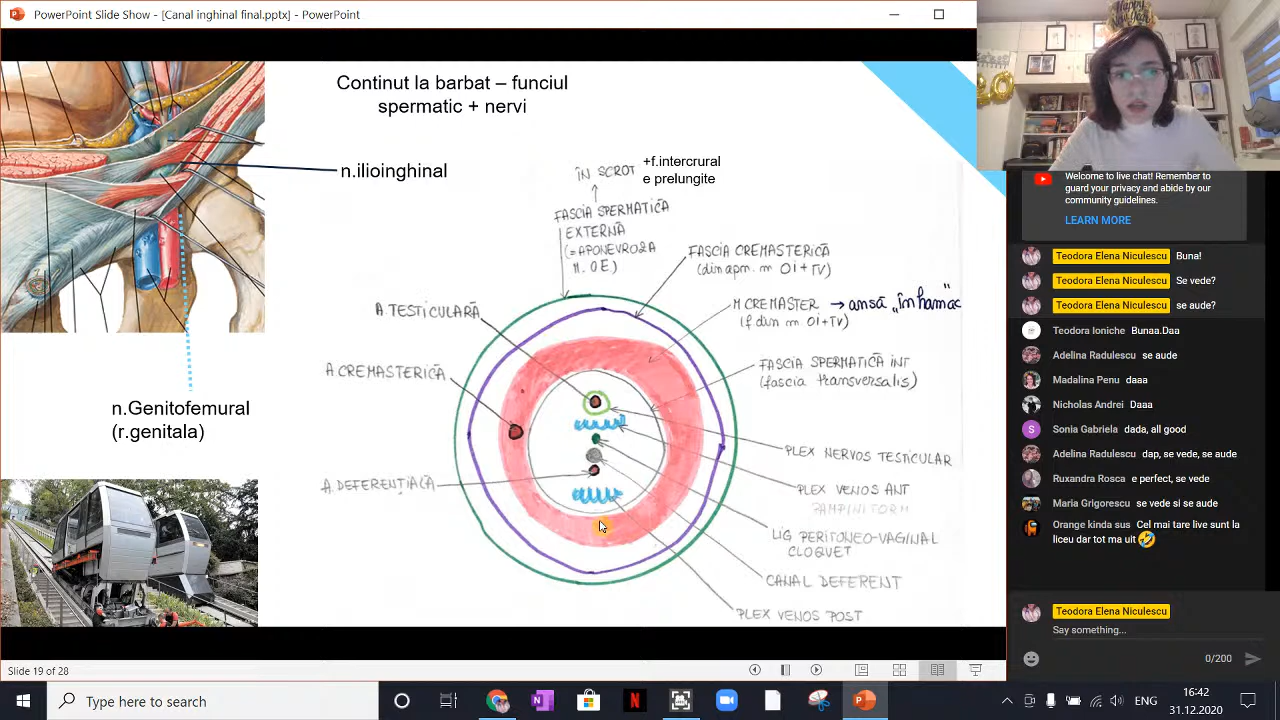 PowerPoint Slide Show - [Canal inghinal final.pptx] - PowerPoint
Continut la barbat – funciul
spermatic + nervi
n.ilioinghinal
+f.intercrural
e prelungite
ÎN SCROT
FASCIA SPERMATICĂ
EXTERNĂ
(=APONEVROZA
M. O.E.)
FASCIA CREMASTERICĂ
(din apn. m OI+TV)
A. TESTICULARĂ
M CREMASTER → ansă „în hamac"
(f din m OI+TV)
A. CREMASTERICĂ
FASCIA SPERMATICĂ INT
(fascia transversalis)
n.Genitofemural
(r.genitala)
PLEX NERVOS TESTICULAR
A. DEFERENȚIALĂ
PLEX VENOS ANT
PAMPINIFORM
LIG PERITONEO-VAGINAL
CLOQUET
CANAL DEFERENT
PLEX VENOS POST
Slide 19 of 28
Happy
New Year
Welcome to live chat! Remember to
guard your privacy and abide by our
community guidelines.
LEARN MORE
Teodora Elena Niculescu Buna!
Teodora Elena Niculescu Se vede?
Teodora Elena Niculescu se aude?
Teodora Ioniche Bunaa.Daa
Adelina Radulescu se aude
Madalina Penu daaa
Nicholas Andrei Daaa
Sonia Gabriela dada, all good
Adelina Radulescu dap, se vede, se aude
Ruxandra Rosca e perfect, se vede
Maria Grigorescu se vede si se aude
Orange kinda sus Cel mai tare live sunt la
liceu dar tot ma uit 🤣
Teodora Elena Niculescu
Say something...
0/200
Type here to search
ENG
16:42
31.12.2020